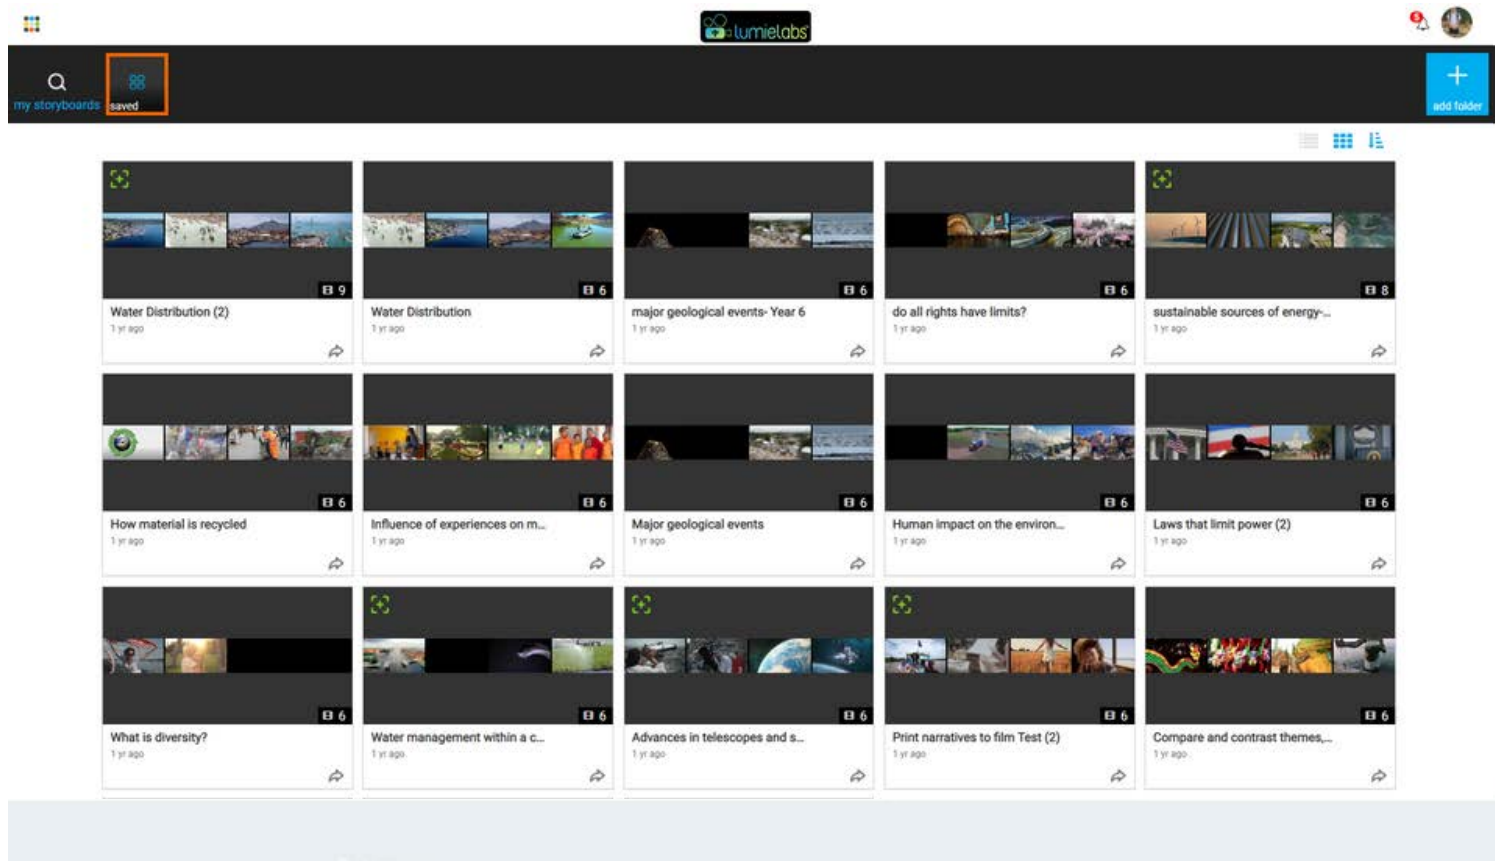 lumielabs
5
my storyboards
saved
add folder
9
6
6
6
8
Water Distribution (2)
Water Distribution
major geological events- Year 6
do all rights have limits?
sustainable sources of energy-...
1 yr ago
1 yr ago
1 yr ago
1 yr ago
1 yr ago
6
6
6
6
6
How material is recycled
Influence of experiences on m...
Major geological events
Human impact on the environ...
Laws that limit power (2)
1 yr ago
1 yr ago
1 yr ago
1 yr ago
1 yr ago
6
6
6
6
6
What is diversity?
Water management within a c...
Advances in telescopes and s...
Print narratives to film Test (2)
Compare and contrast themes,...
1 yr ago
1 yr ago
1 yr ago
1 yr ago
1 yr ago